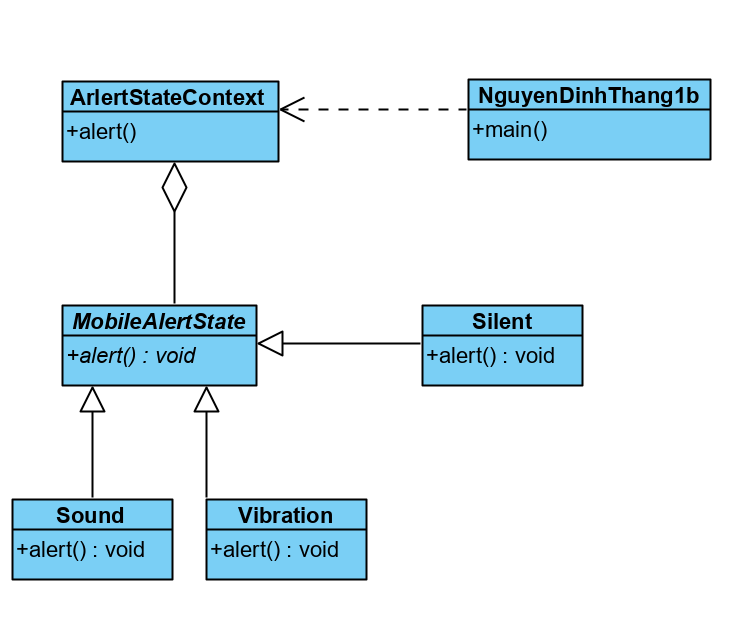 ArlertStateContext
+alert()
NguyenDinhThang1b
+main()
MobileAlertState
+alert() : void
Silent
+alert() : void
Sound
+alert() : void
Vibration
+alert() : void